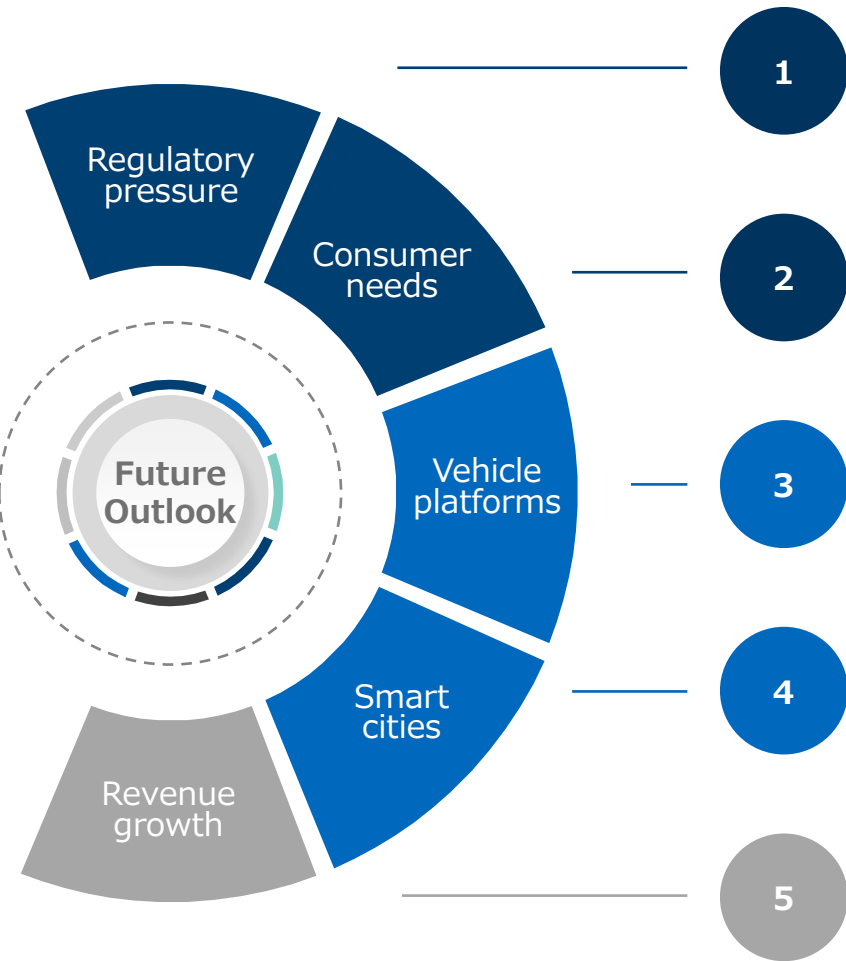 1
Regulatory
pressure
2
Consumer
needs
3
Vehicle
platforms
Future
Outlook
4
Smart
cities
5
Revenue
growth